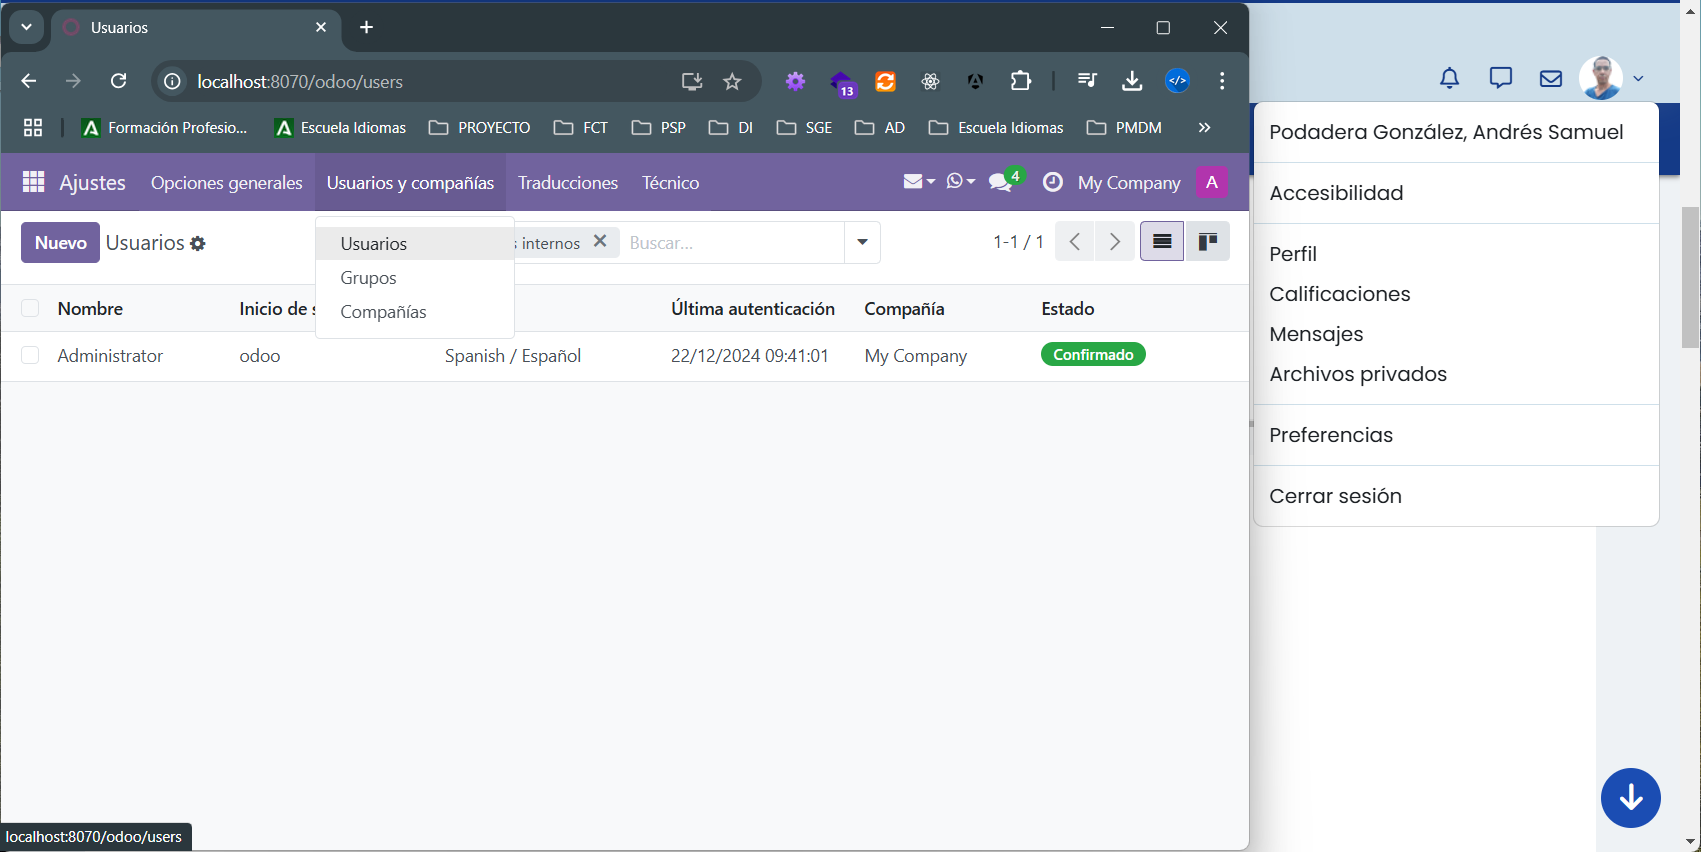 Usuarios
localhost:8070/odoo/users
13
Formación Profesio...
Escuela Idiomas
PROYECTO
FCT
PSP
DI
SGE
AD
Escuela Idiomas
PMDM
»
Ajustes
Opciones generales
Usuarios y compañías
Traducciones
Técnico
4
My Company
A
Nuevo
Usuarios
s internos
Buscar...
1-1 / 1
Usuarios
Grupos
Compañías
Nombre
Inicio de s
Última autenticación
Compañía
Estado
Administrator
odoo
Spanish / Español
22/12/2024 09:41:01
My Company
Confirmado
localhost:8070/odoo/users
Podadera González, Andrés Samuel
Accesibilidad
Perfil
Calificaciones
Mensajes
Archivos privados
Preferencias
Cerrar sesión